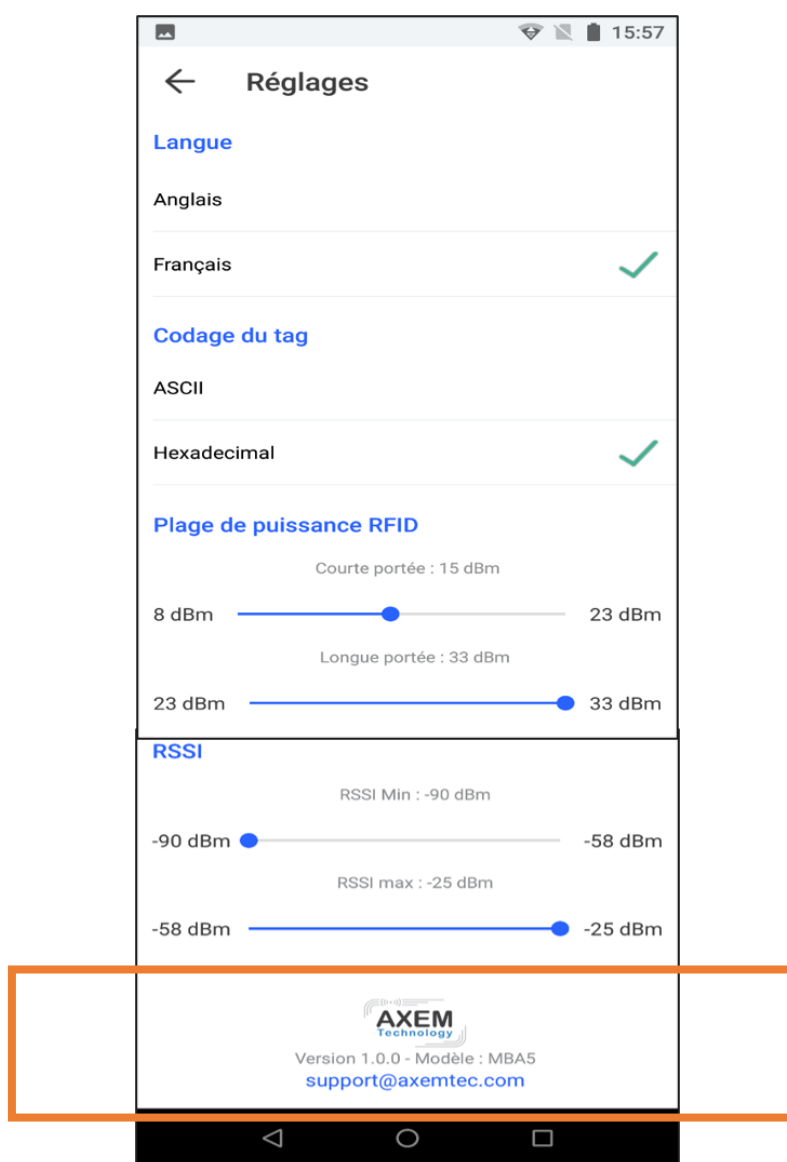 15:57
Réglages
Langue
Anglais
Français
Codage du tag
ASCII
Hexadecimal
Plage de puissance RFID
Courte portée : 15 dBm
8 dBm 23 dBm
Longue portée : 33 dBm
23 dBm 33 dBm
RSSI
RSSI Min : -90 dBm
-90 dBm -58 dBm
RSSI max : -25 dBm
-58 dBm -25 dBm
AXEM
Technology
Version 1.0.0 - Modèle : MBA5
support@axemtec.com